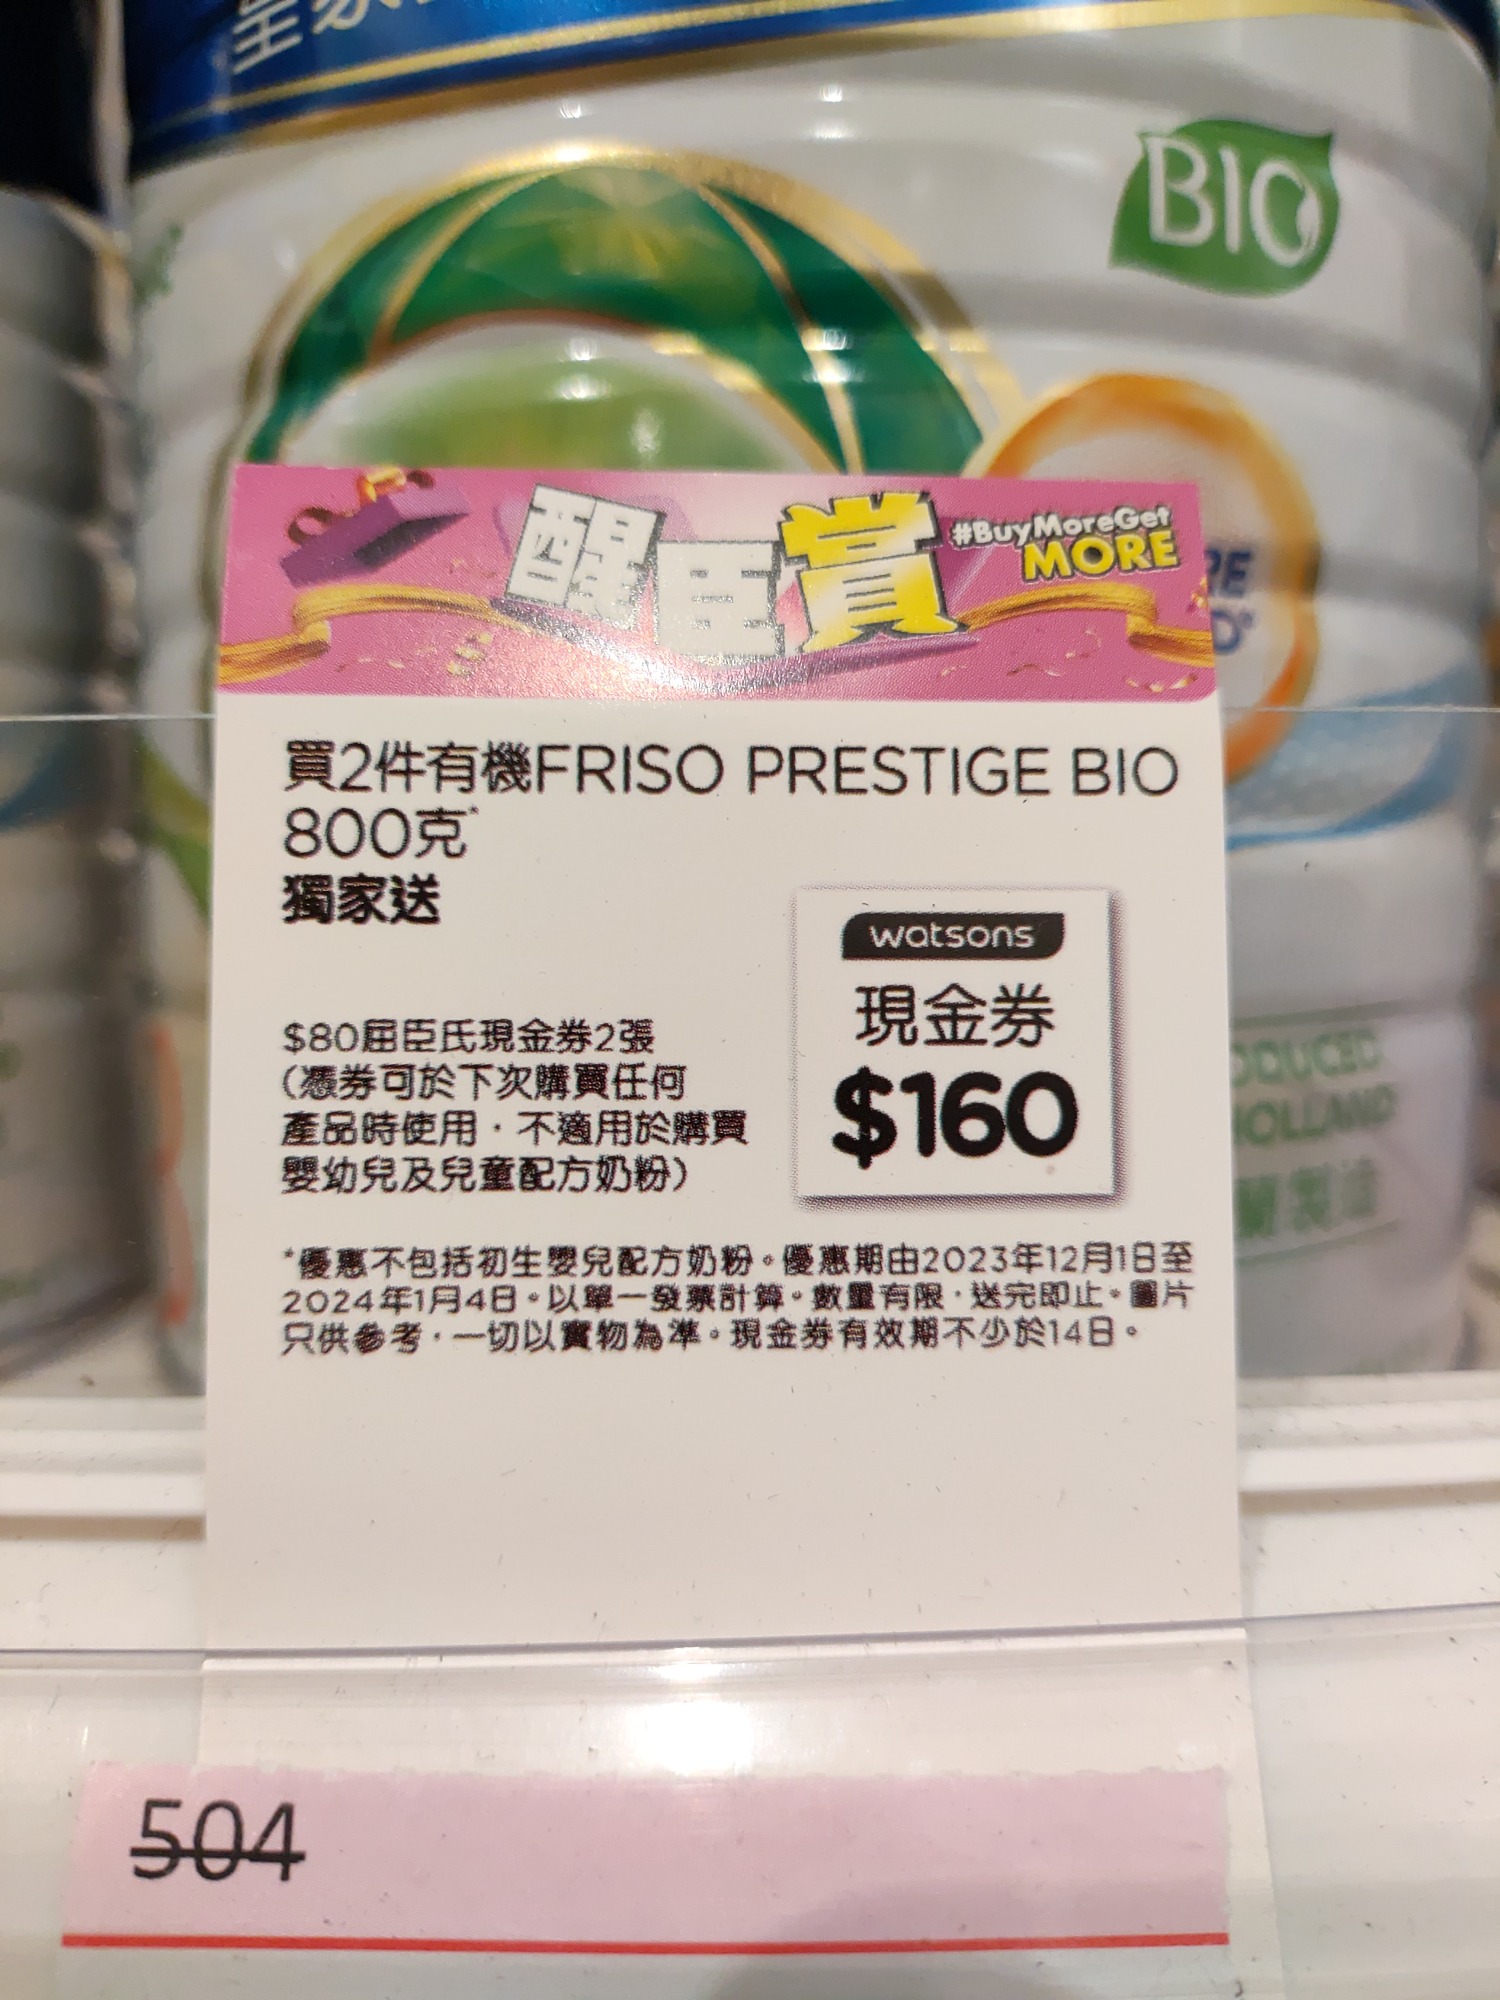 BIO
醒臣賞
#BuyMoreGet
MORE
買2件有機FRISO PRESTIGE BIO
800克*
獨家送
watsons
現金券
$160
$80屈臣氏現金券2張
(憑券可於下次購買任何
產品時使用，不適用於購買
嬰幼兒及兒童配方奶粉)
*優惠不包括初生嬰兒配方奶粉。優惠期由2023年12月1日至
2024年1月4日。以單一發票計算。數量有限，送完即止。圖片
只供參考，一切以實物為準。現金券有效期不少於14日。
504